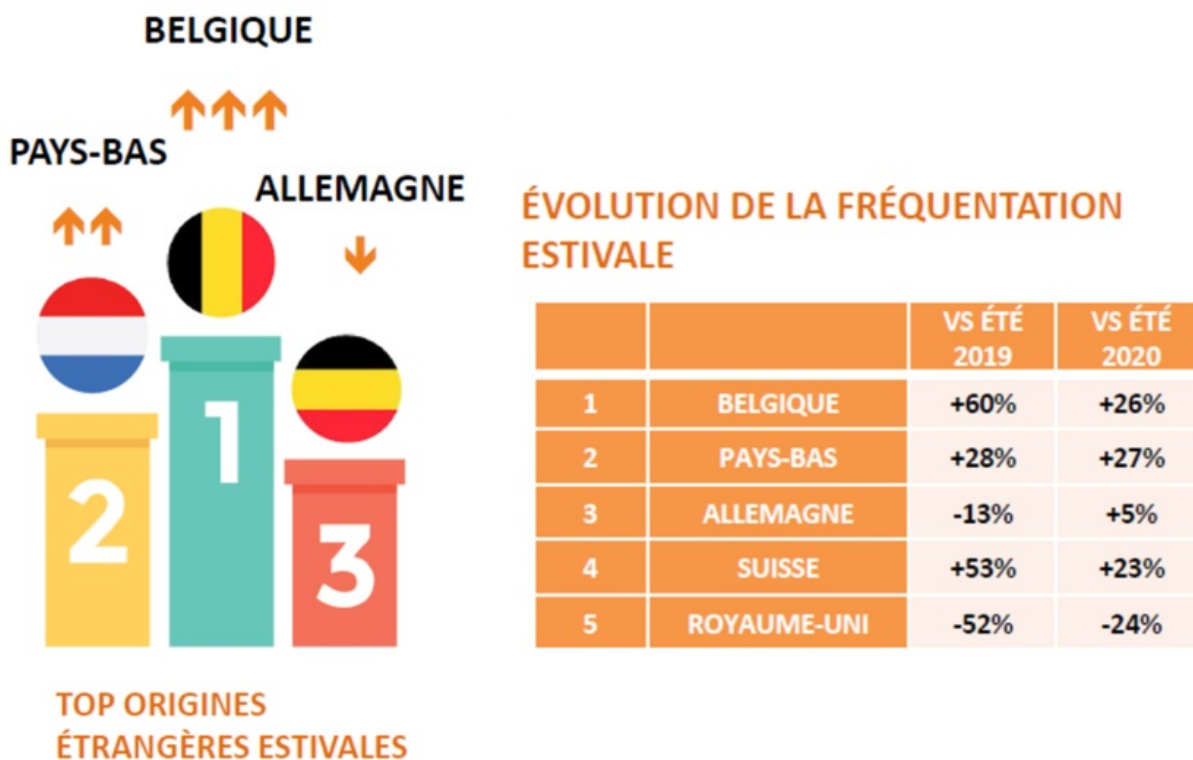 BELGIQUE
PAYS-BAS
ALLEMAGNE
2
1
3
TOP ORIGINES
ÉTRANGÈRES ESTIVALES
ÉVOLUTION DE LA FRÉQUENTATION
ESTIVALE
VS ÉTÉ 2019 VS ÉTÉ 2020
1 BELGIQUE +60% +26%
2 PAYS-BAS +28% +27%
3 ALLEMAGNE -13% +5%
4 SUISSE +53% +23%
5 ROYAUME-UNI -52% -24%